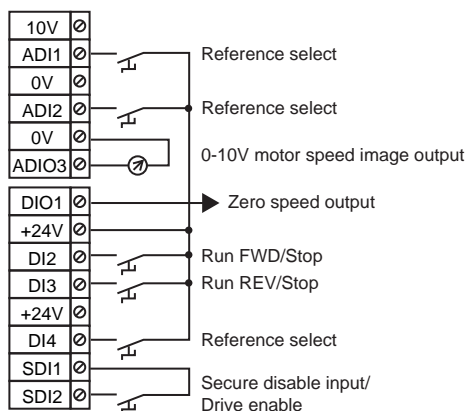 10V
ADI1 Reference select
0V
ADI2 Reference select
0V
ADIO3 0-10V motor speed image output
DIO1 Zero speed output
+24V
DI2 Run FWD/Stop
DI3 Run REV/Stop
+24V
DI4 Reference select
SDI1
SDI2 Secure disable input/
Drive enable